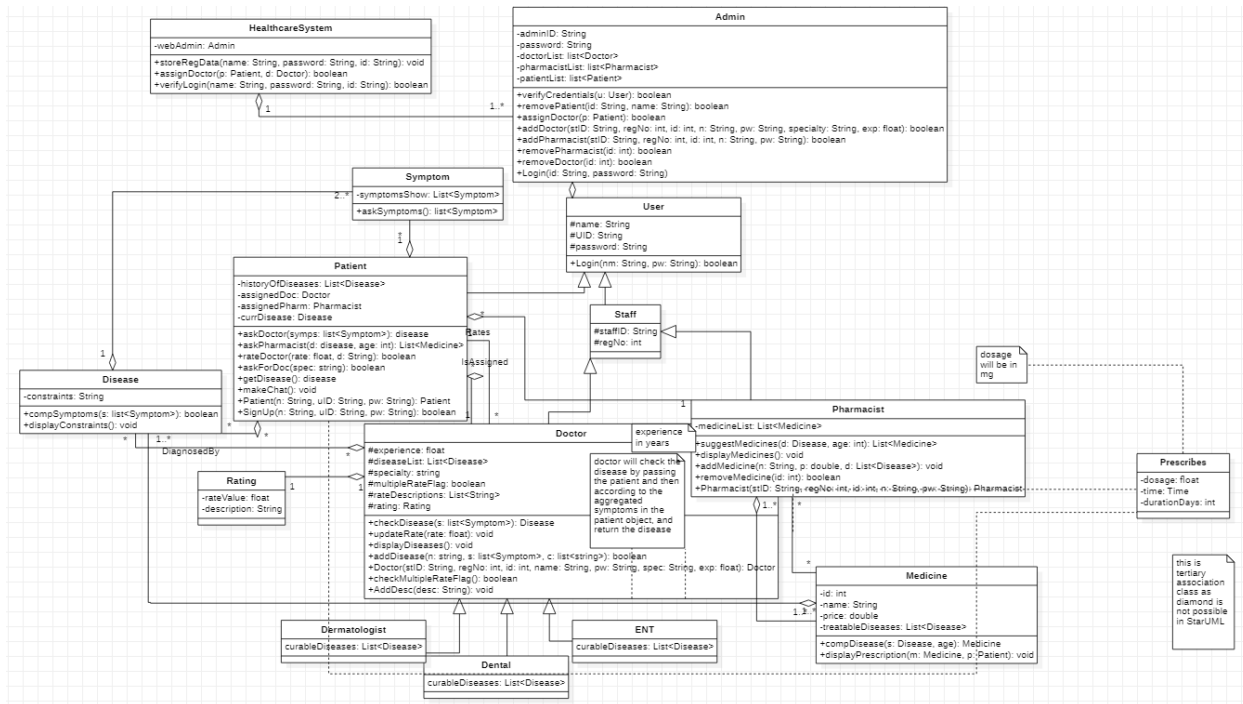 HealthcareSystem
-webAdmin: Admin
+storeRegData(name: String, password: String, id: String): void
+assignDoctor(p: Patient, d: Doctor): boolean
+verifyLogin(name: String, password: String, id: String): boolean
1
1..*
Admin
-adminID: String
-password: String
-doctorList: list<Doctor>
-pharmacistList: list<Pharmacist>
-patientList: list<Patient>
+verifyCredentials(u: User): boolean
+removePatient(id: String, name: String): boolean
+assignDoctor(p: Patient): boolean
+addDoctor(stID: String, regNo: int, id: int, n: String, pw: String, specialty: String, exp: float): boolean
+addPharmacist(stID: String, regNo: int, id: int, n: String, pw: String): boolean
+removePharmacist(id: int): boolean
+removeDoctor(id: int): boolean
+Login(id: String, password: String)
Symptom
-symptomsShow: List<Symptom>
+askSymptoms(): list<Symptom>
2..*
*
1
User
#name: String
#UID: String
#password: String
+Login(nm: String, pw: String): boolean
Patient
-historyOfDiseases: List<Disease>
-assignedDoc: Doctor
-assignedPharm: Pharmacist
-currDisease: Disease
+askDoctor(symps: list<Symptom>): disease
+askPharmacist(d: disease, age: int): List<Medicine>
+rateDoctor(rate: float, d: String): boolean
+askForDoc(spec: string): boolean
+getDisease(): disease
+makeChat(): void
+Patient(n: String, uID: String, pw: String): Patient
+SignUp(n: String, uID: String, pw: String): boolean
*
Rates
IsAssigned
*
1
*
Staff
#staffID: String
#regNo: int
1
Disease
-constraints: String
+compSymptoms(s: list<Symptom>): boolean
+displayConstraints(): void
*
1..*
*
*
DiagnosedBy
*
Rating
-rateValue: float
-description: String
1
1
Doctor
#experience: float
#diseaseList: List<Disease>
#specialty: string
#multipleRateFlag: boolean
#rateDescriptions: List<String>
#rating: Rating
+checkDisease(s: list<Symptom>): Disease
+updateRate(rate: float): void
+displayDiseases(): void
+addDisease(n: string, s: list<Symptom>, c: list<string>): boolean
+Doctor(stID: String, regNo: int, id: int, name: String, pw: String, spec: String, exp: float): Doctor
+checkMultipleRateFlag(): boolean
+AddDesc(desc: String): void
experience
in years
doctor will check the
disease by passing
the patient and then
according to the
aggregated
symptoms in the
patient object, and
return the disease
1
Pharmacist
-medicineList: List<Medicine>
+suggestMedicines(d: Disease, age: int): List<Medicine>
+displayMedicines(): void
+addMedicine(n: String, p: double, d: List<Disease>): void
+removeMedicine(id: int): boolean
+Pharmacist(stID: String, regNo: int, id: int, n: String, pw: String): Pharmacist
1..*
*
*
dosage
will be in
mg
Prescribes
-dosage: float
-time: Time
-durationDays: int
this is
tertiary
association
class as
diamond is
not possible
in StarUML
Medicine
-id: int
-name: String
-price: double
-treatableDiseases: List<Disease>
+compDisease(s: Disease, age): Medicine
+displayPrescription(m: Medicine, p: Patient): void
Dermatologist
curableDiseases: List<Disease>
Dental
curableDiseases: List<Disease>
ENT
curableDiseases: List<Disease>